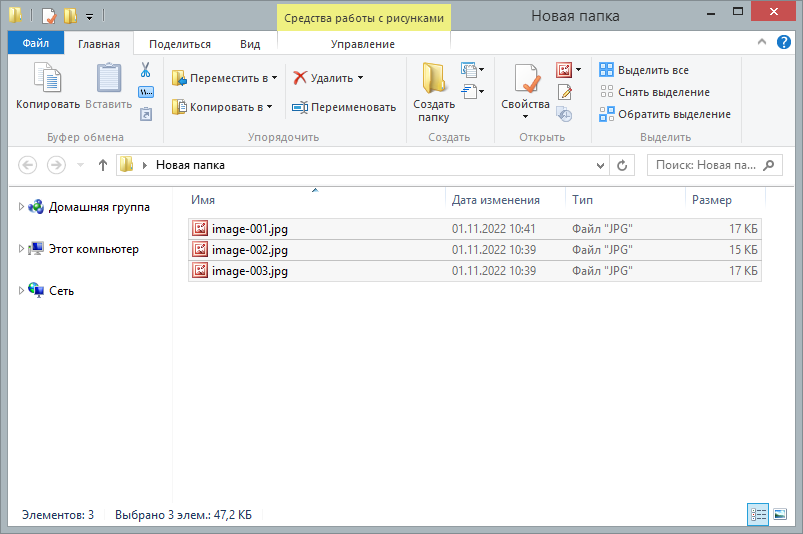 Средства работы с рисунками
Новая папка
Файл Главная Поделиться Вид Управление
Копировать
Вставить
Буфер обмена
Переместить в
Копировать в
Удалить
Переименовать
Упорядочить
Создать
папку
Создать
Свойства
Открыть
Выделить все
Снять выделение
Обратить выделение
Выделить
Новая папка
Поиск: Новая па...
Домашняя группа
Этот компьютер
Сеть
Имя Дата изменения Тип Размер
image-001.jpg 01.11.2022 10:41 Файл "JPG" 17 КБ
image-002.jpg 01.11.2022 10:39 Файл "JPG" 15 КБ
image-003.jpg 01.11.2022 10:39 Файл "JPG" 17 КБ
Элементов: 3 Выбрано 3 элем.: 47,2 КБ